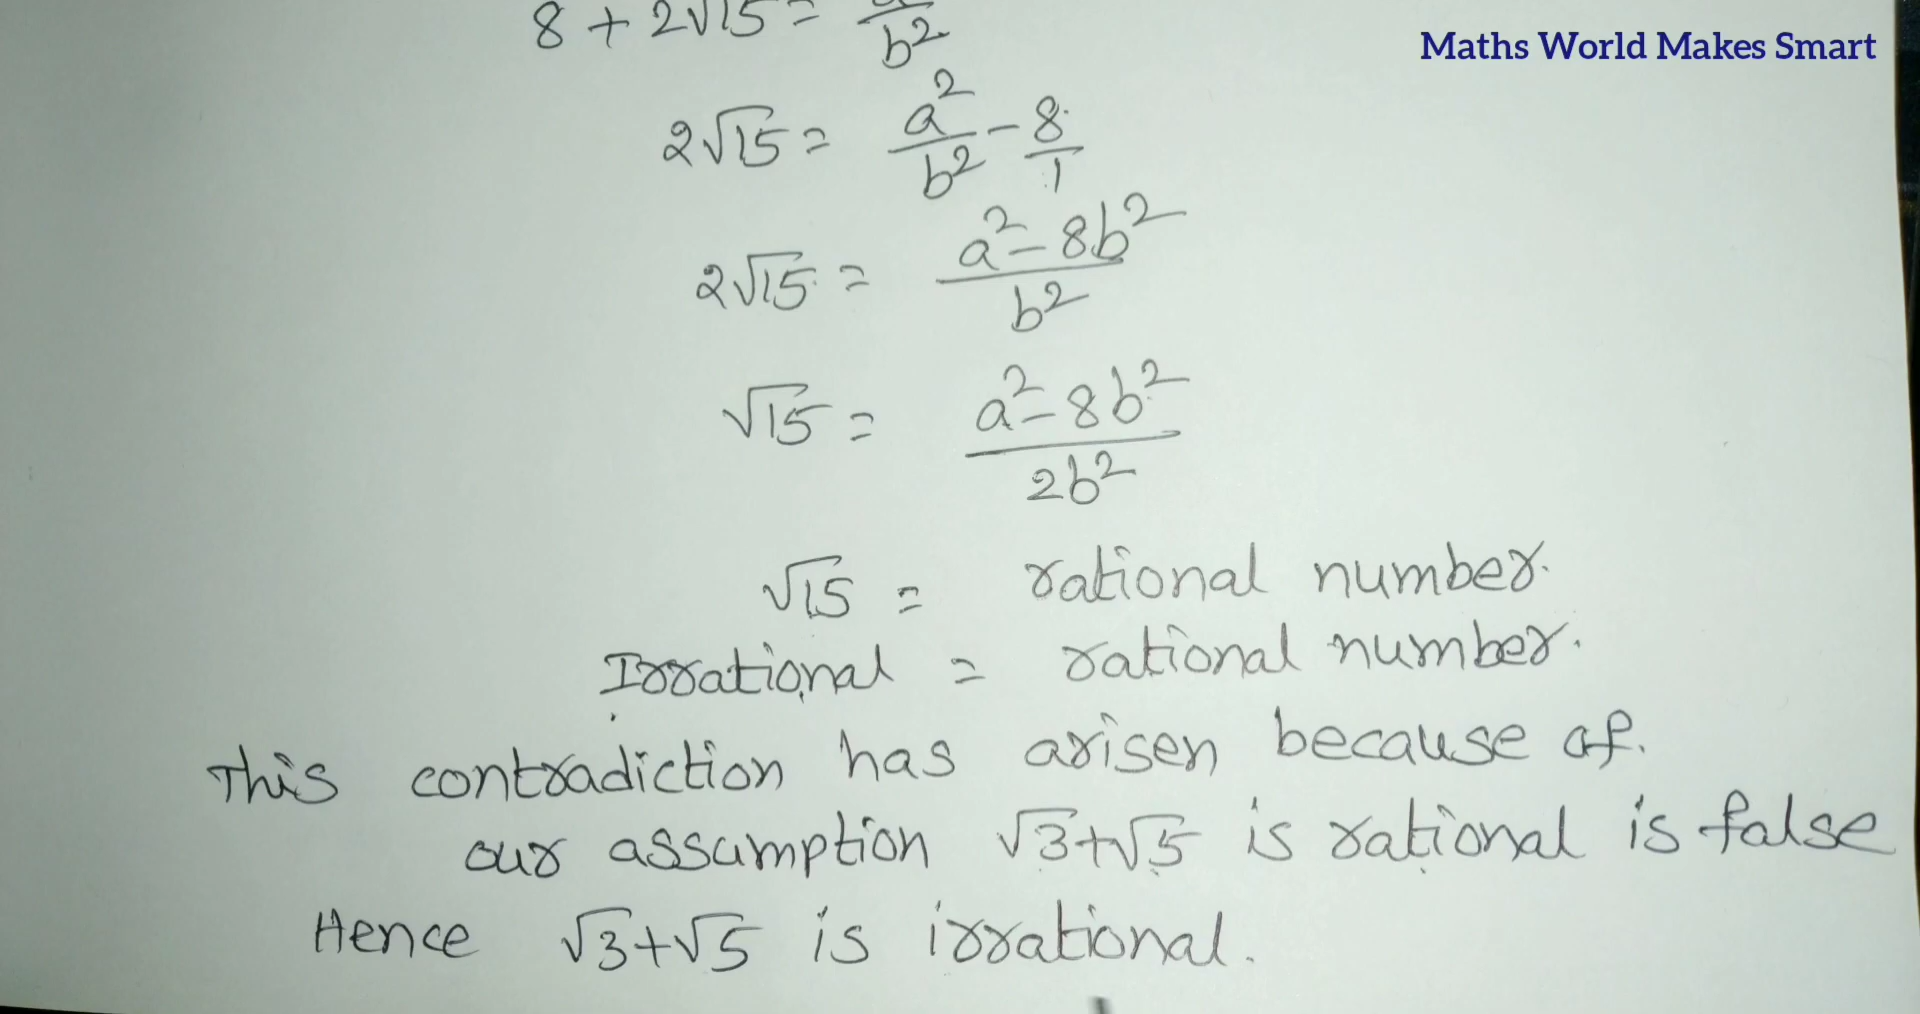 Maths World Makes Smart
8 + 2√15 = a²/b²
2√15 = a²/b² - 8/1
2√15 = (a² - 8b²)/b²
√15 = (a² - 8b²)/2b²
√15 = rational number.
Irrational = rational number.
This contradiction has arisen because of.
our assumption √3+√5 is rational is false
Hence √3+√5 is irrational.